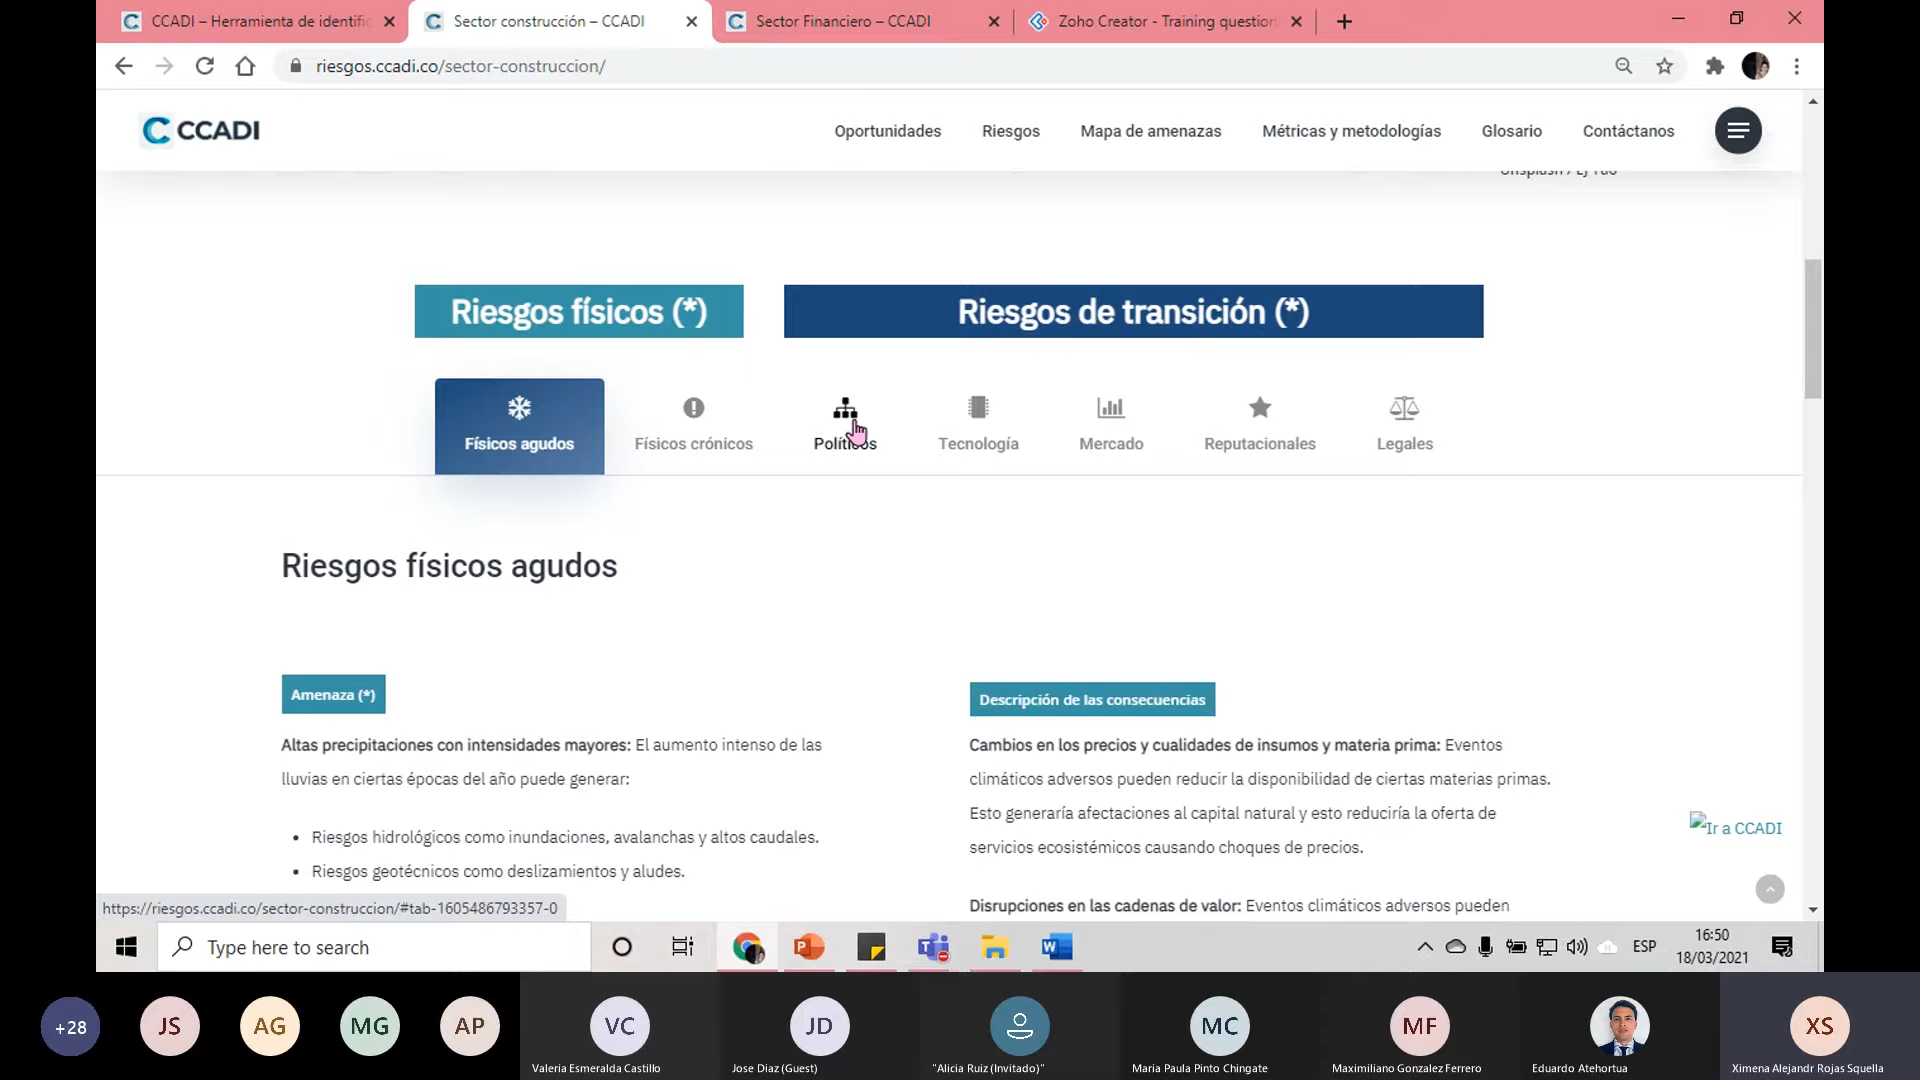 CCADI – Herramienta de identific
Sector construcción – CCADI
Sector Financiero – CCADI
Zoho Creator - Training question
riesgos.ccadi.co/sector-construccion/
CCADI
Oportunidades
Riesgos
Mapa de amenazas
Métricas y metodologías
Glosario
Contáctanos
Riesgos físicos (*)
Riesgos de transición (*)
Físicos agudos
Físicos crónicos
Políticos
Tecnología
Mercado
Reputacionales
Legales
Riesgos físicos agudos
Amenaza (*)
Altas precipitaciones con intensidades mayores: El aumento intenso de las
lluvias en ciertas épocas del año puede generar:
• Riesgos hidrológicos como inundaciones, avalanchas y altos caudales.
• Riesgos geotécnicos como deslizamientos y aludes.
Descripción de las consecuencias
Cambios en los precios y cualidades de insumos y materia prima: Eventos
climáticos adversos pueden reducir la disponibilidad de ciertas materias primas.
Esto generaría afectaciones al capital natural y esto reduciría la oferta de
servicios ecosistémicos causando choques de precios.
Disrupciones en las cadenas de valor: Eventos climáticos adversos pueden
Ir a CCADI
https://riesgos.ccadi.co/sector-construccion/#tab-1605486793357-0
Type here to search
ESP
16:50
18/03/2021
+28
JS
AG
MG
AP
VC
Valeria Esmeralda Castillo
JD
Jose Diaz (Guest)
"Alicia Ruiz (Invitado)"
MC
Maria Paula Pinto Chingate
MF
Maximiliano Gonzalez Ferrero
Eduardo Atehortua
XS
Ximena Alejandr Rojas Squella